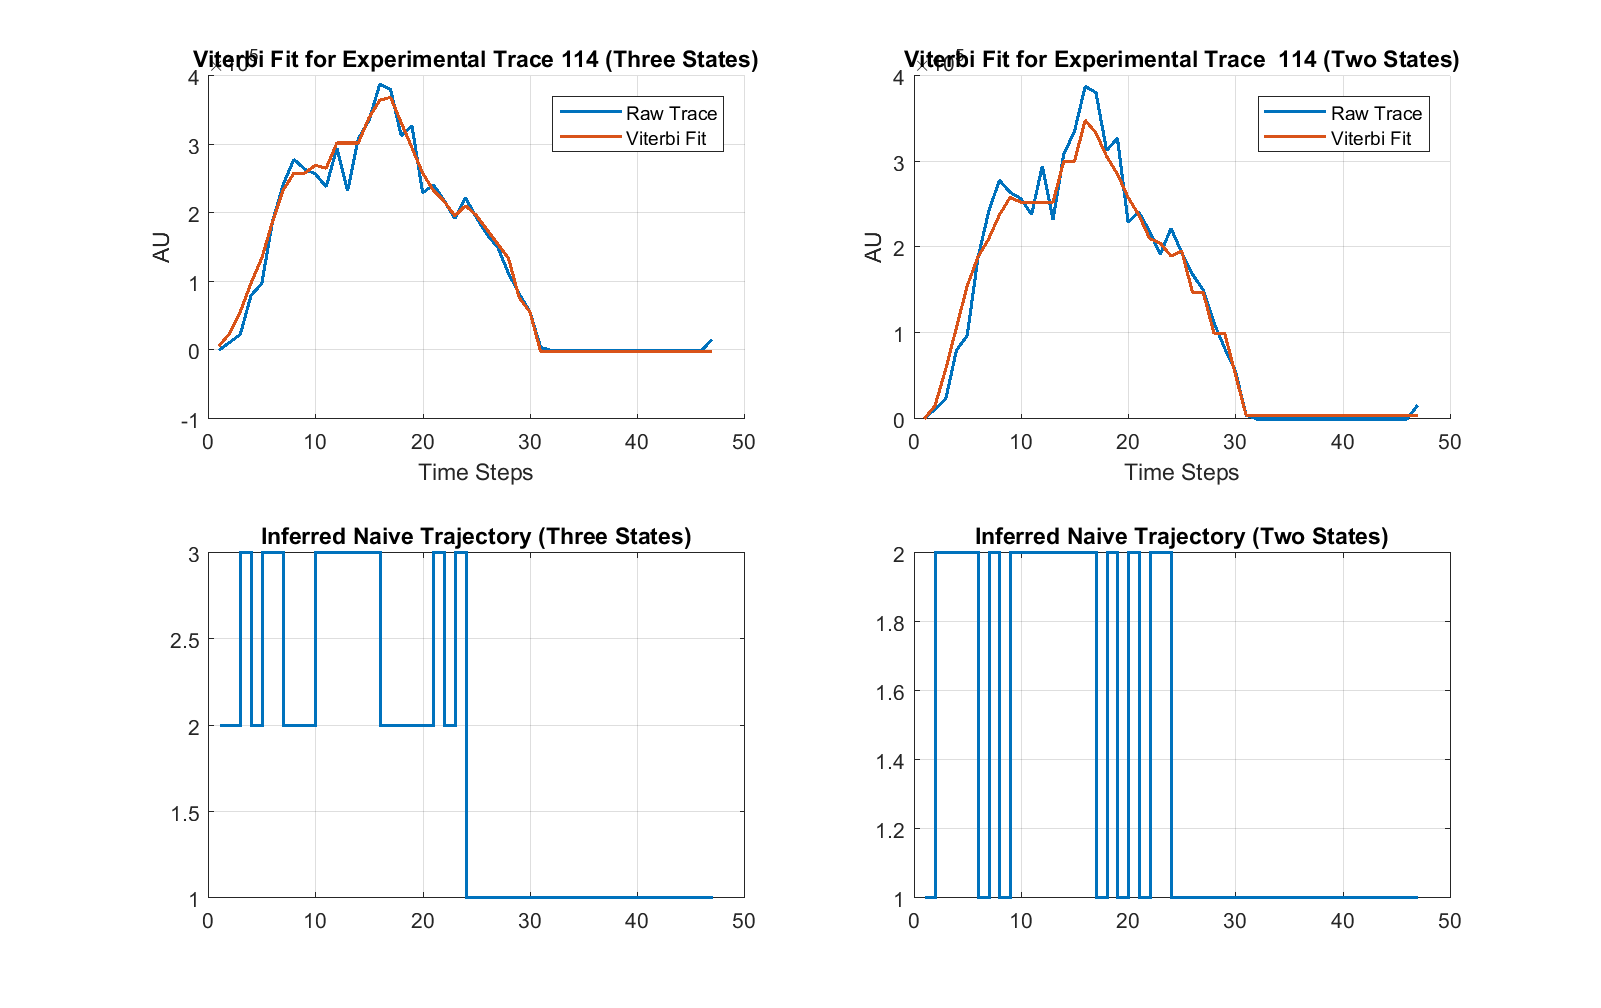 Viterbi Fit for Experimental Trace 114 (Three States)
×10^5
4
3
2
1
0
-1
AU
Raw Trace
Viterbi Fit
0 10 20 30 40 50
Time Steps
Viterbi Fit for Experimental Trace 114 (Two States)
×10^5
4
3
2
1
0
AU
Raw Trace
Viterbi Fit
0 10 20 30 40 50
Time Steps
Inferred Naive Trajectory (Three States)
3
2.5
2
1.5
1
0 10 20 30 40 50
Inferred Naive Trajectory (Two States)
2
1.8
1.6
1.4
1.2
1
0 10 20 30 40 50